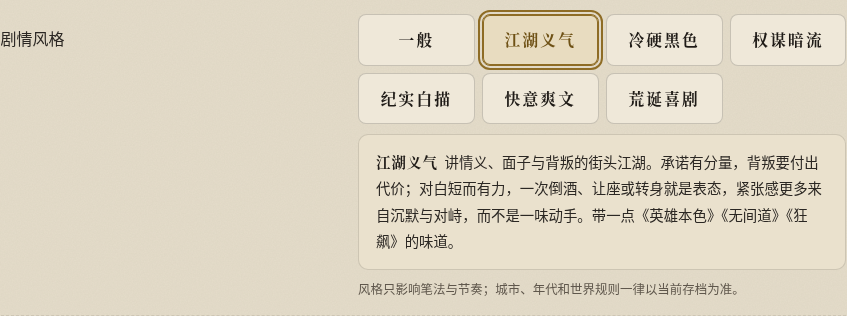 剧情风格
一般 江湖义气 冷硬黑色 权谋暗流
纪实白描 快意爽文 荒诞喜剧
江湖义气 讲情义、面子与背叛的街头江湖。承诺有分量，背叛要付出
代价；对白短而有力，一次倒酒、让座或转身就是表态，紧张感更多来
自沉默与对峙，而不是一味动手。带一点《英雄本色》《无间道》《狂
飙》的味道。
风格只影响笔法与节奏；城市、年代和世界规则一律以当前存档为准。